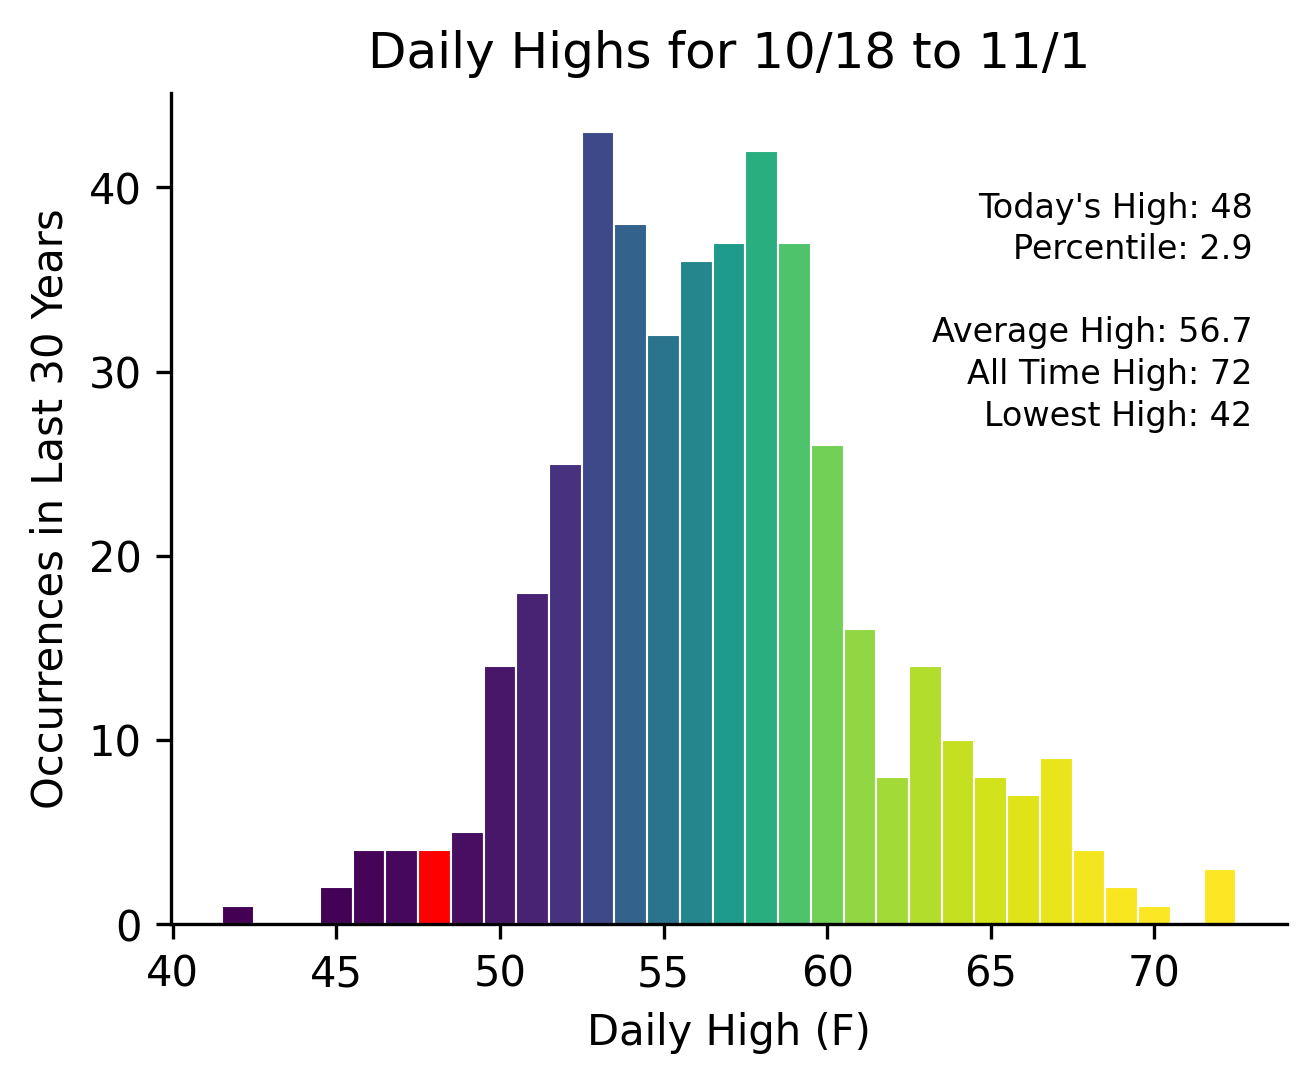 Daily Highs for 10/18 to 11/1
Occurrences in Last 30 Years
40
30
20
10
0
Today's High: 48
Percentile: 2.9
Average High: 56.7
All Time High: 72
Lowest High: 42
40 45 50 55 60 65 70
Daily High (F)